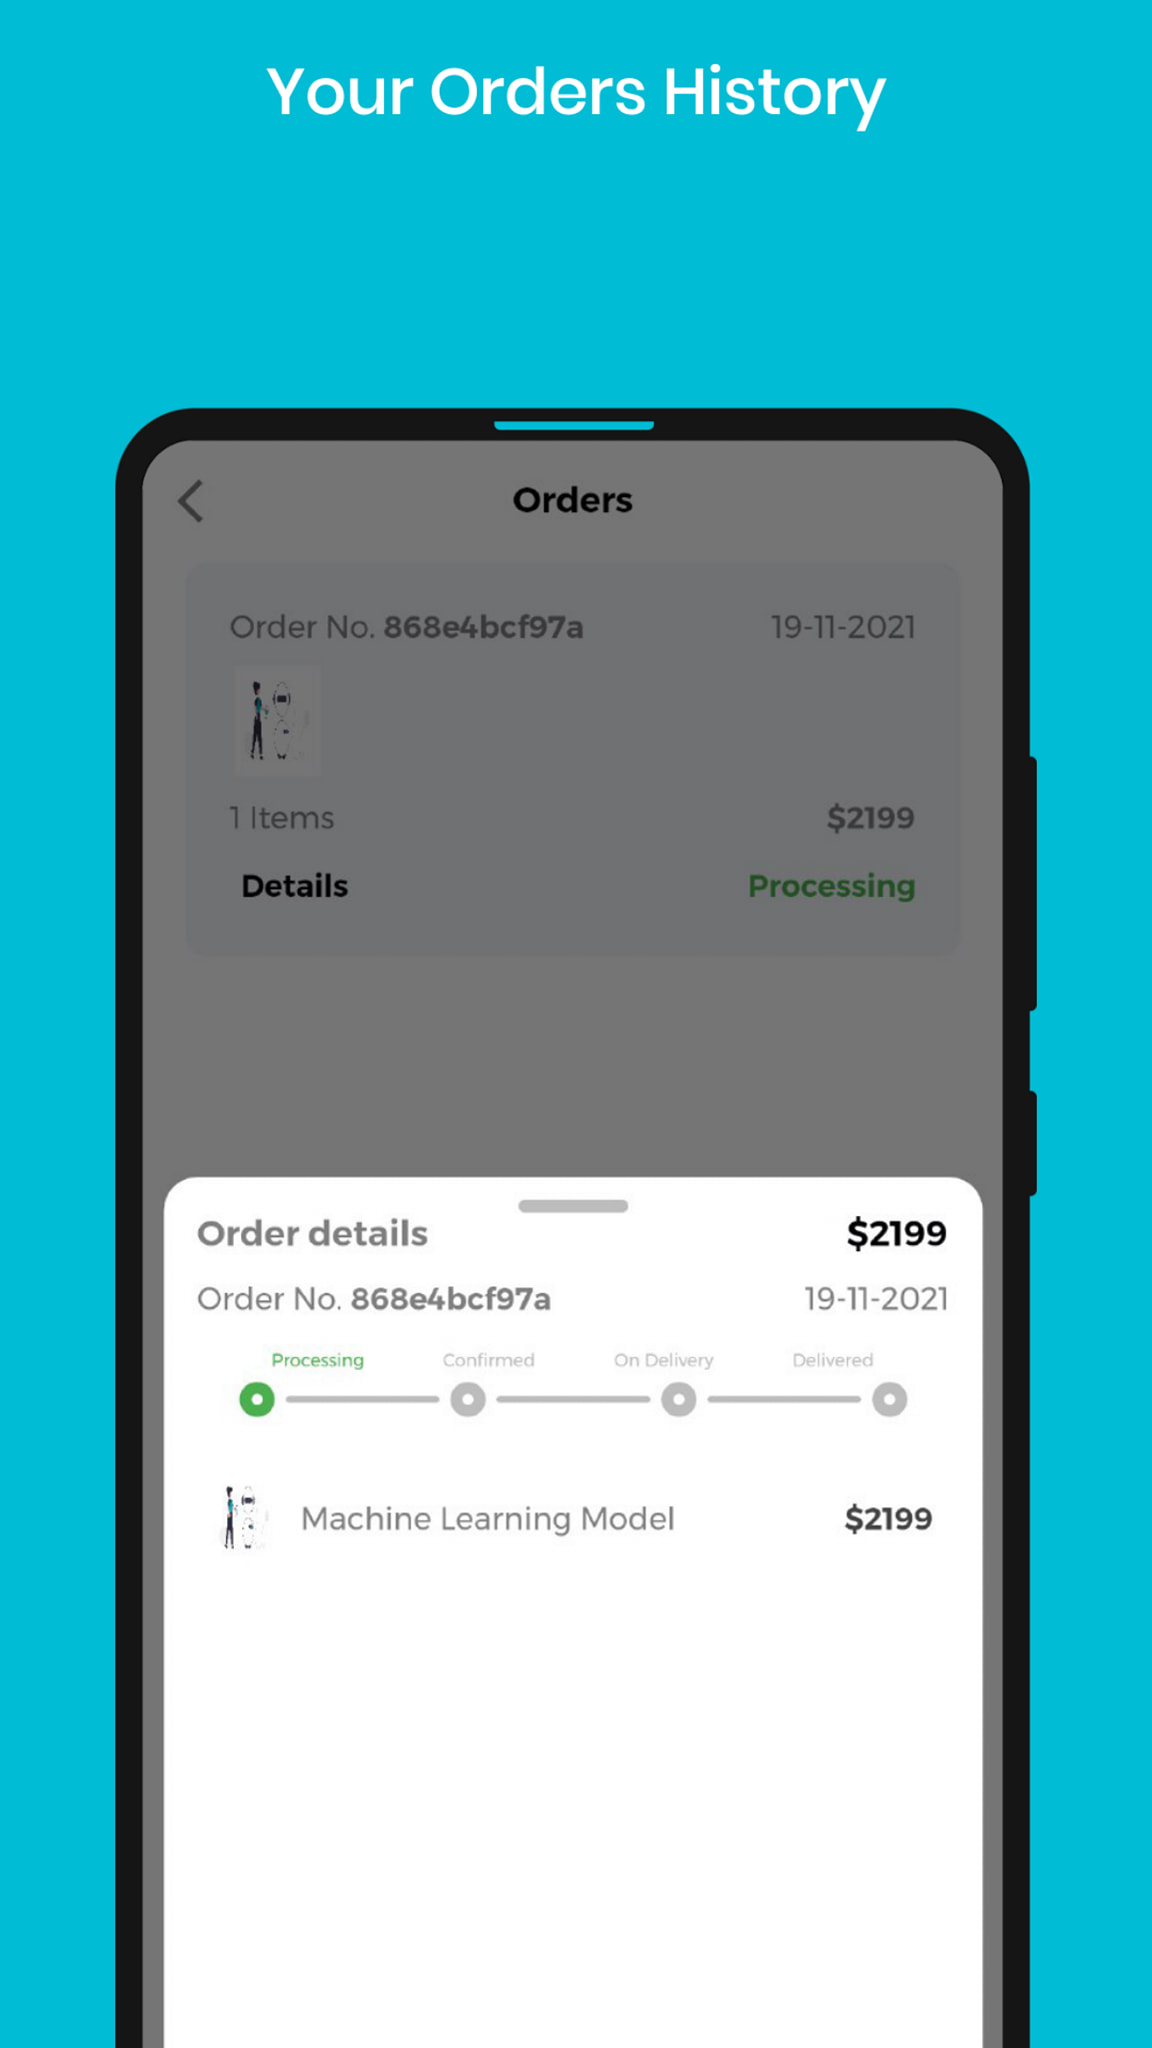 Your Orders History
Orders
Order No. 868e4bcf97a 19-11-2021
1 Items $2199
Details Processing
Order details $2199
Order No. 868e4bcf97a 19-11-2021
Processing Confirmed On Delivery Delivered
Machine Learning Model $2199